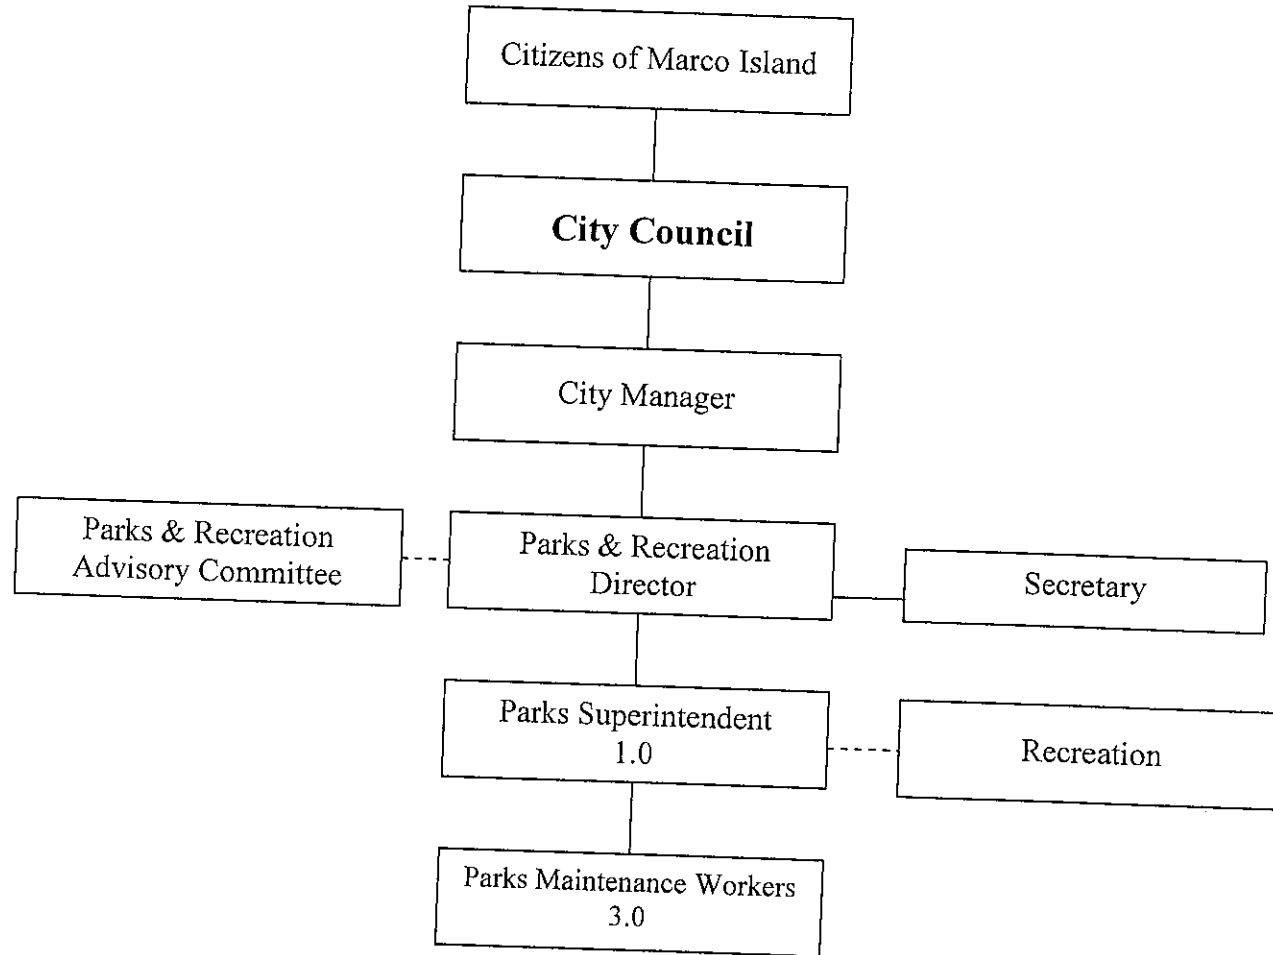 Citizens of Marco Island
City Council
City Manager
Parks & Recreation
Advisory Committee
Parks & Recreation
Director
Secretary
Parks Superintendent
1.0
Recreation
Parks Maintenance Workers
3.0